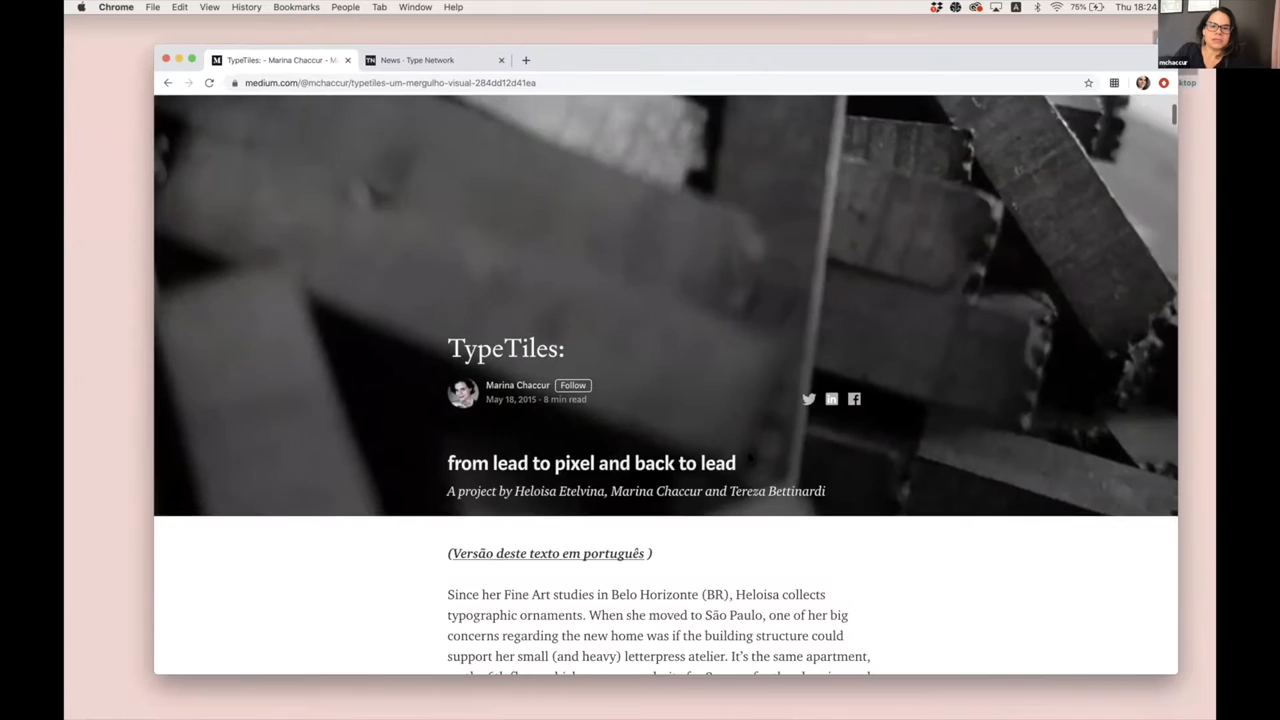 Chrome File Edit View History Bookmarks People Tab Window Help 75% Thu 18:24
mchaccur
TypeTiles: - Marina Chaccur - M
News - Type Network
medium.com/@mchaccur/typetiles-um-mergulho-visual-284dd12d41ea
ktop
TypeTiles:
Marina Chaccur Follow
May 18, 2015 · 8 min read
from lead to pixel and back to lead
A project by Heloisa Etelvina, Marina Chaccur and Tereza Bettinardi
(Versão deste texto em português )
Since her Fine Art studies in Belo Horizonte (BR), Heloisa collects
typographic ornaments. When she moved to São Paulo, one of her big
concerns regarding the new home was if the building structure could
support her small (and heavy) letterpress atelier. It's the same apartment,